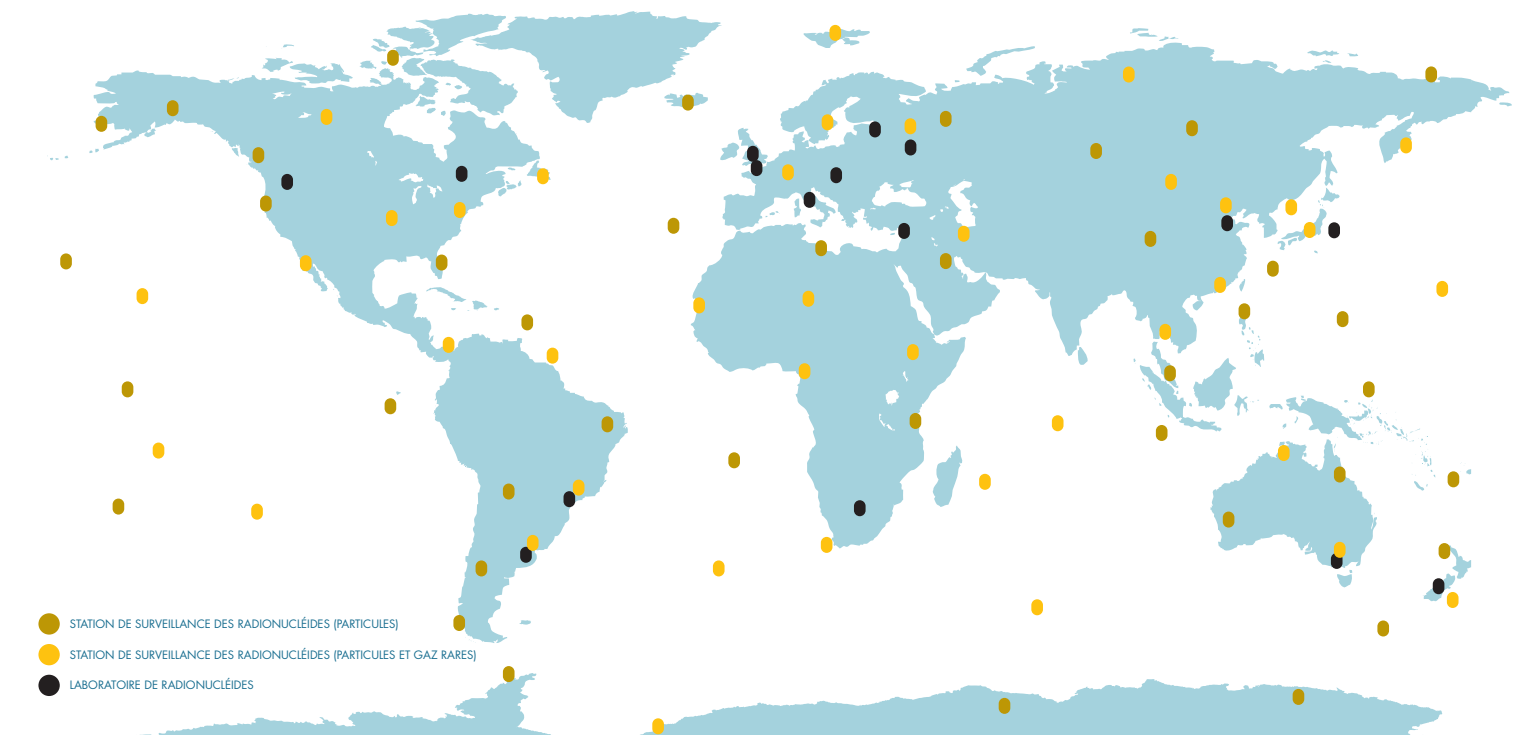 STATION DE SURVEILLANCE DES RADIONUCLÉIDES (PARTICULES)
STATION DE SURVEILLANCE DES RADIONUCLÉIDES (PARTICULES ET GAZ RARES)
LABORATOIRE DE RADIONUCLÉIDES